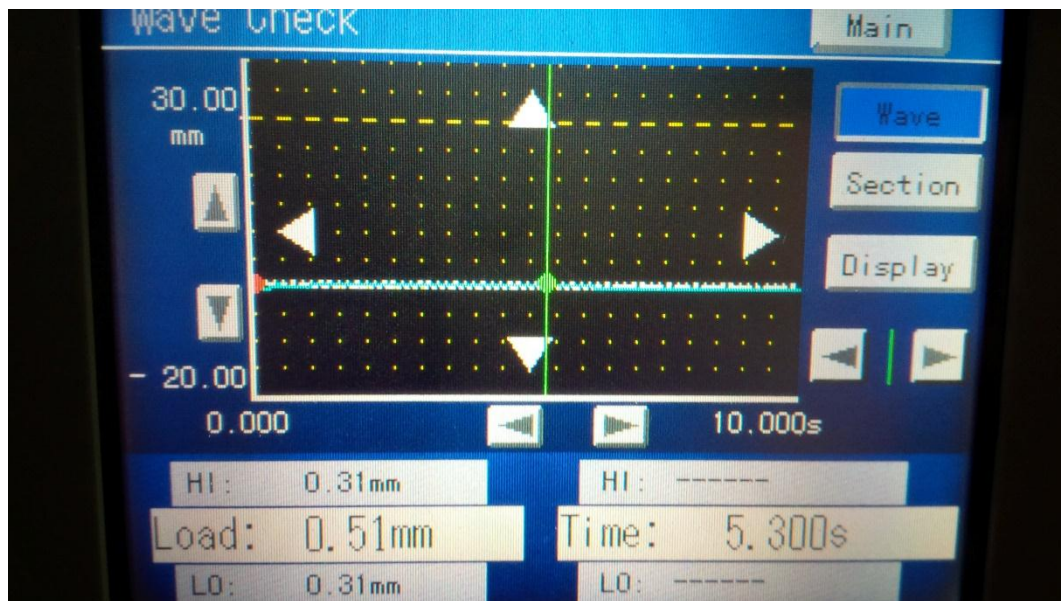 Wave Check
Main
30.00
mm
Wave
Section
Display
- 20.00
0.000
10.000s
HI: 0.31mm
HI: ------
Load: 0.51mm
Time: 5.300s
LO: 0.31mm
LO: ------